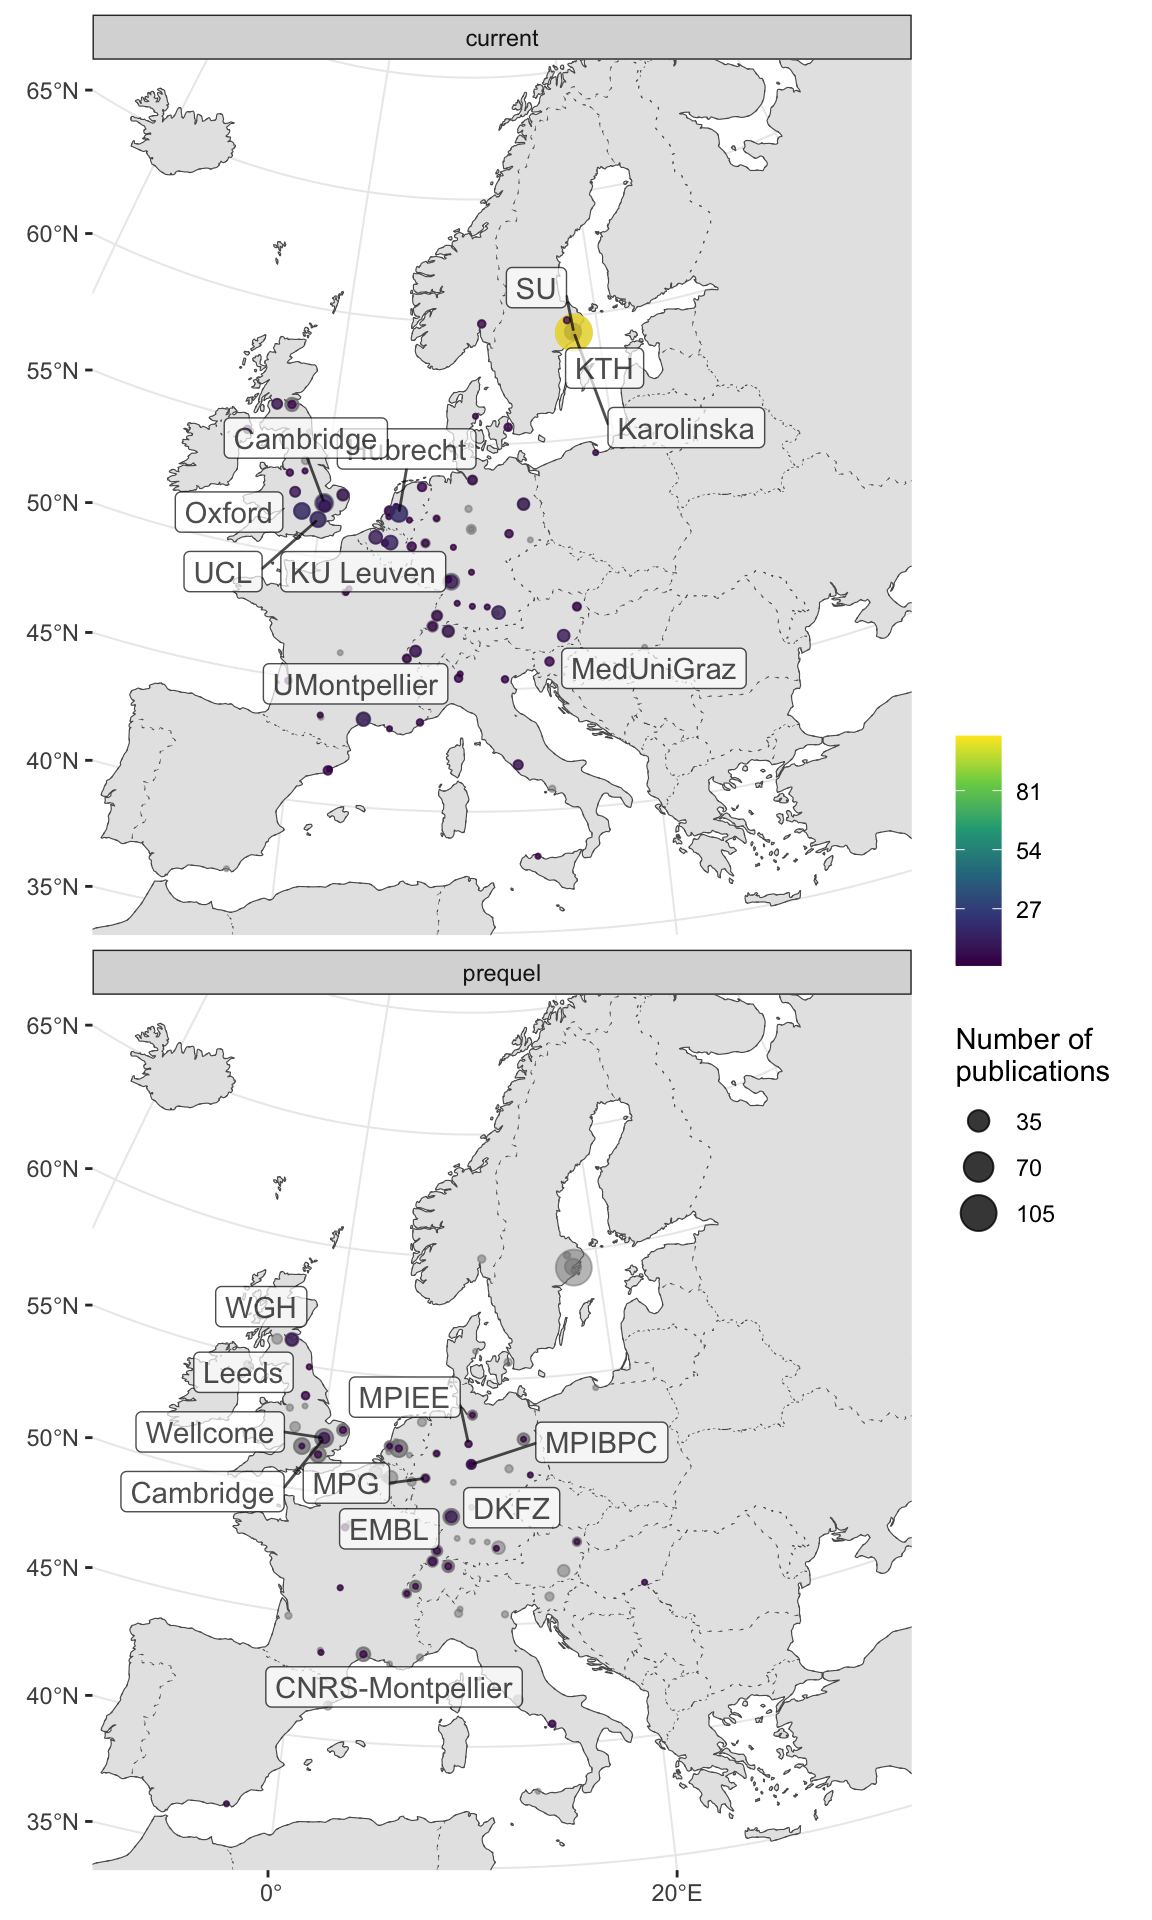 current
65°N
60°N
SU
55°N
KTH
Karolinska
Cambridge
Hubrecht
50°N
Oxford
UCL
KU Leuven
45°N
MedUniGraz
UMontpellier
40°N
35°N
81
54
27
prequel
Number of
publications
35
70
105
65°N
60°N
55°N
WGH
Leeds
MPIEE
50°N
Wellcome
MPIBPC
Cambridge
MPG
DKFZ
EMBL
45°N
CNRS-Montpellier
40°N
35°N
0°
20°E